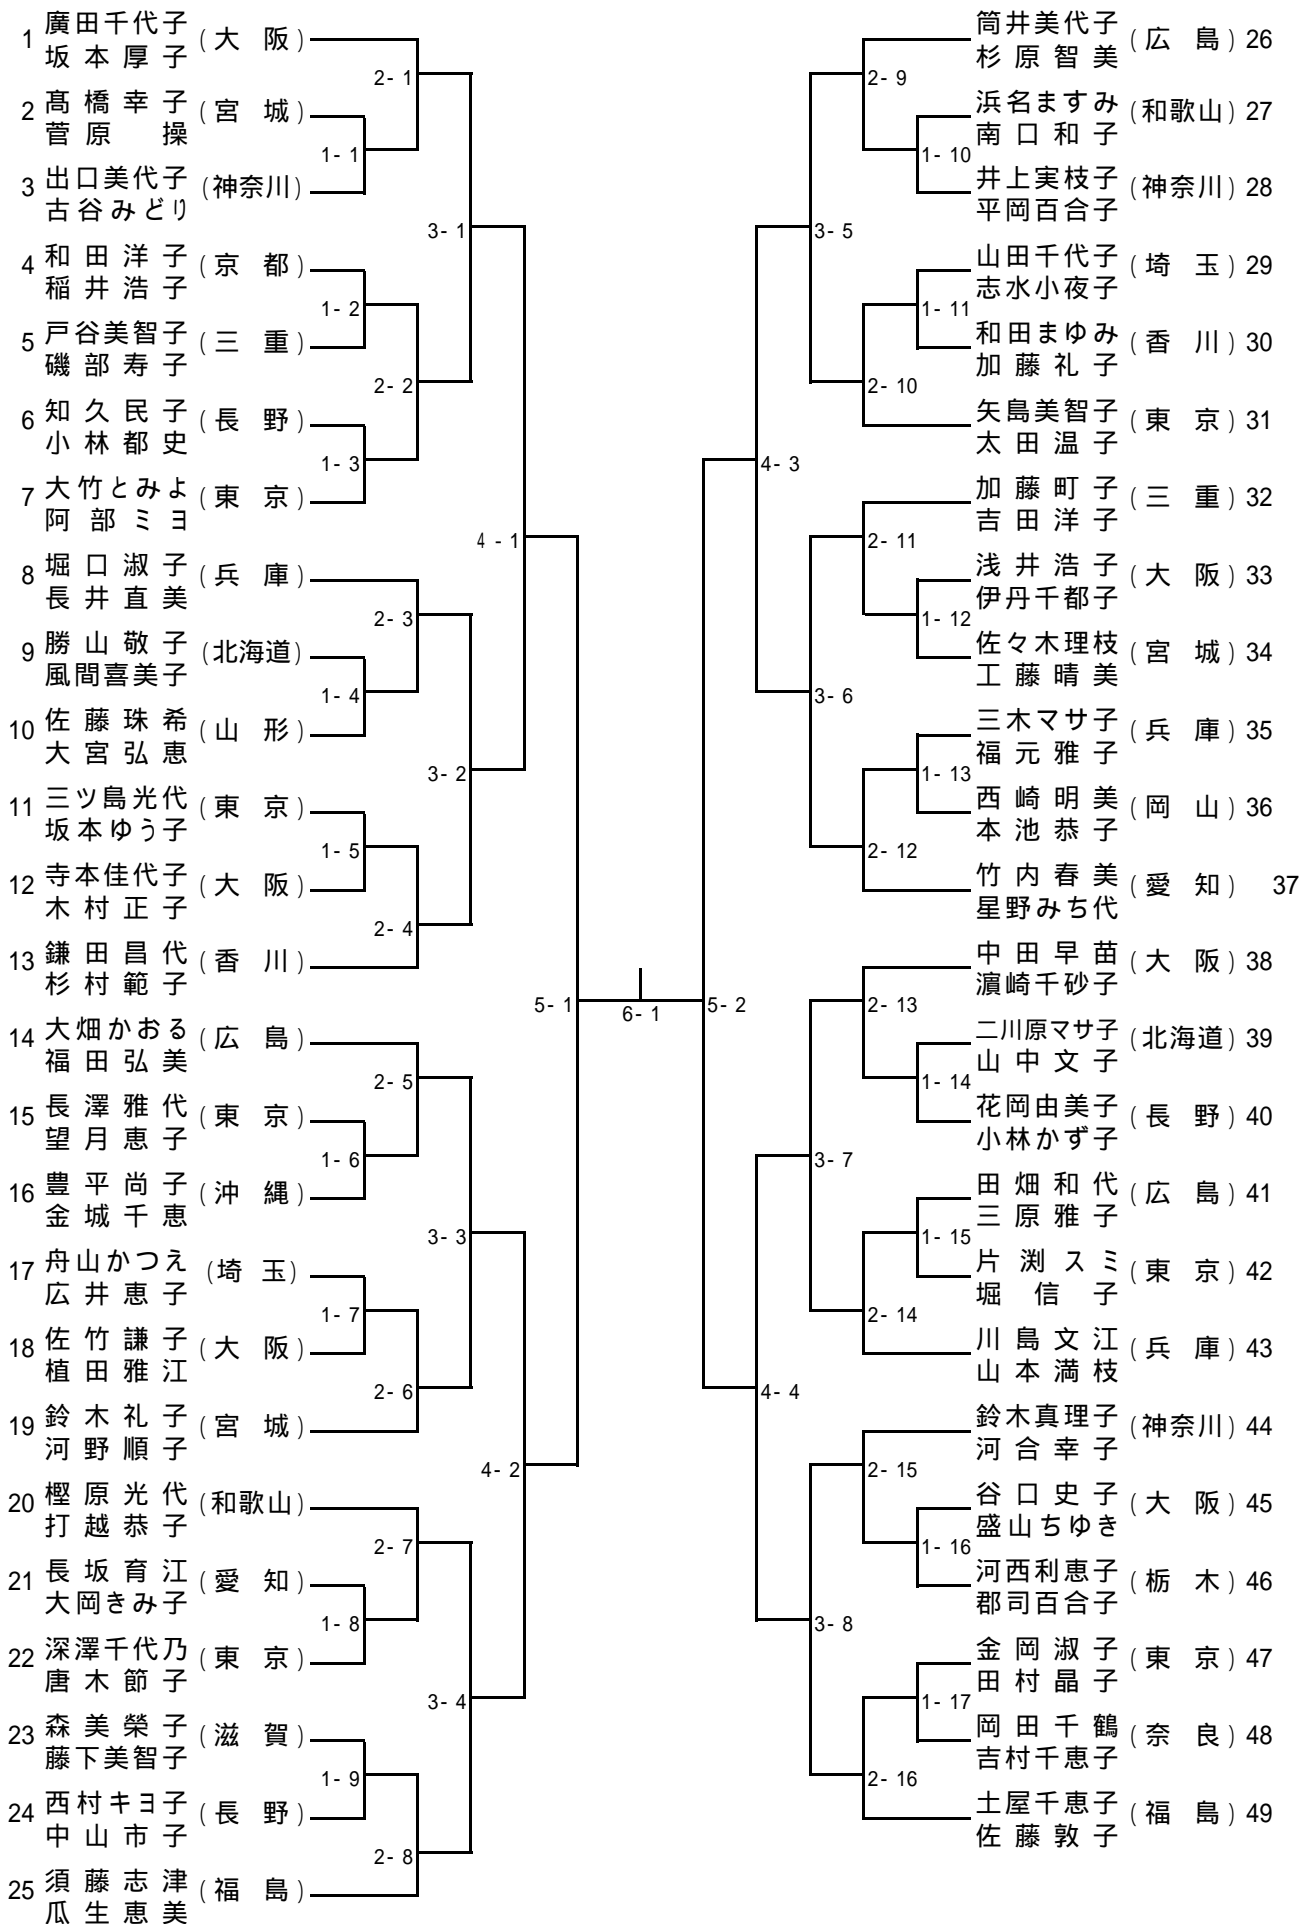 1 廣田千代子 (大 阪)
坂本厚子
2-1
2 髙橋幸子 (宮 城)
菅原 操
1-1
3 出口美代子 (神奈川)
古谷みどり
3-1
4 和田洋子 (京 都)
稲井浩子
1-2
5 戸谷美智子 (三 重)
磯部寿子
2-2
6 知久民子 (長 野)
小林都史
1-3
7 大竹とみよ (東 京)
阿部ミヨ
4-1
8 堀口淑子 (兵 庫)
長井直美
2-3
9 勝山敬子 (北海道)
風間喜美子
1-4
10 佐藤珠希 (山 形)
大宮弘恵
3-2
11 三ツ島光代 (東 京)
坂本ゆう子
1-5
12 寺本佳代子 (大 阪)
木村正子
2-4
13 鎌田昌代 (香 川)
杉村範子
5-1
14 大畑かおる (広 島)
福田弘美
2-5
15 長澤雅代 (東 京)
望月恵子
1-6
16 豊平尚子 (沖 縄)
金城千恵
3-3
17 舟山かつえ (埼 玉)
広井恵子
1-7
18 佐竹謙子 (大 阪)
植田雅江
2-6
19 鈴木礼子 (宮 城)
河野順子
4-2
20 樫原光代 (和歌山)
打越恭子
2-7
21 長坂育江 (愛 知)
大岡きみ子
1-8
22 深澤千代乃 (東 京)
唐木節子
3-4
23 森美榮子 (滋 賀)
藤下美智子
1-9
24 西村キヨ子 (長 野)
中山市子
2-8
25 須藤志津 (福 島)
瓜生恵美
6-1
筒井美代子 (広 島) 26
杉原智美
2-9
浜名ますみ (和歌山) 27
南口和子
1-10
井上実枝子 (神奈川) 28
平岡百合子
3-5
山田千代子 (埼 玉) 29
志水小夜子
1-11
和田まゆみ (香 川) 30
加藤礼子
2-10
矢島美智子 (東 京) 31
太田温子
4-3
加藤町子 (三 重) 32
吉田洋子
2-11
浅井浩子 (大 阪) 33
伊丹千都子
1-12
佐々木理枝 (宮 城) 34
工藤晴美
3-6
三木マサ子 (兵 庫) 35
福元雅子
1-13
西崎明美 (岡 山) 36
本池恭子
2-12
竹内春美 (愛 知) 37
星野みち代
5-2
中田早苗 (大 阪) 38
濵崎千砂子
2-13
二川原マサ子 (北海道) 39
山中文子
1-14
花岡由美子 (長 野) 40
小林かず子
3-7
田畑和代 (広 島) 41
三原雅子
1-15
片渕スミ (東 京) 42
堀信子
2-14
川島文江 (兵 庫) 43
山本満枝
4-4
鈴木真理子 (神奈川) 44
河合幸子
2-15
谷口史子 (大 阪) 45
盛山ちゆき
1-16
河西利恵子 (栃 木) 46
郡司百合子
3-8
金岡淑子 (東 京) 47
田村晶子
1-17
岡田千鶴 (奈 良) 48
吉村千恵子
2-16
土屋千恵子 (福 島) 49
佐藤敦子